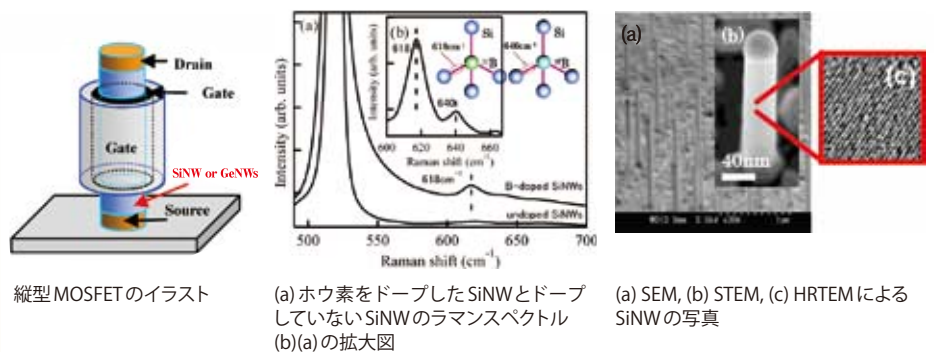 Drain
Gate
Gate
SiNW or GeNWs
Source
縦型MOSFETのイラスト
(a)
(b)
Intensity (arb. units)
Intensity (arb. units)
618
640
Si
Si
B
B
600
620
640
660
Raman shift (cm⁻¹)
618cm⁻¹
B-doped SiNWs
undoped SiNWs
500
550
600
650
700
Raman shift (cm⁻¹)
(a) ホウ素をドープしたSiNWとドープ
していないSiNWのラマンスペクトル
(b)(a)の拡大図
(a)
(b)
(c)
40nm
(a) SEM, (b) STEM, (c) HRTEMによる
SiNWの写真